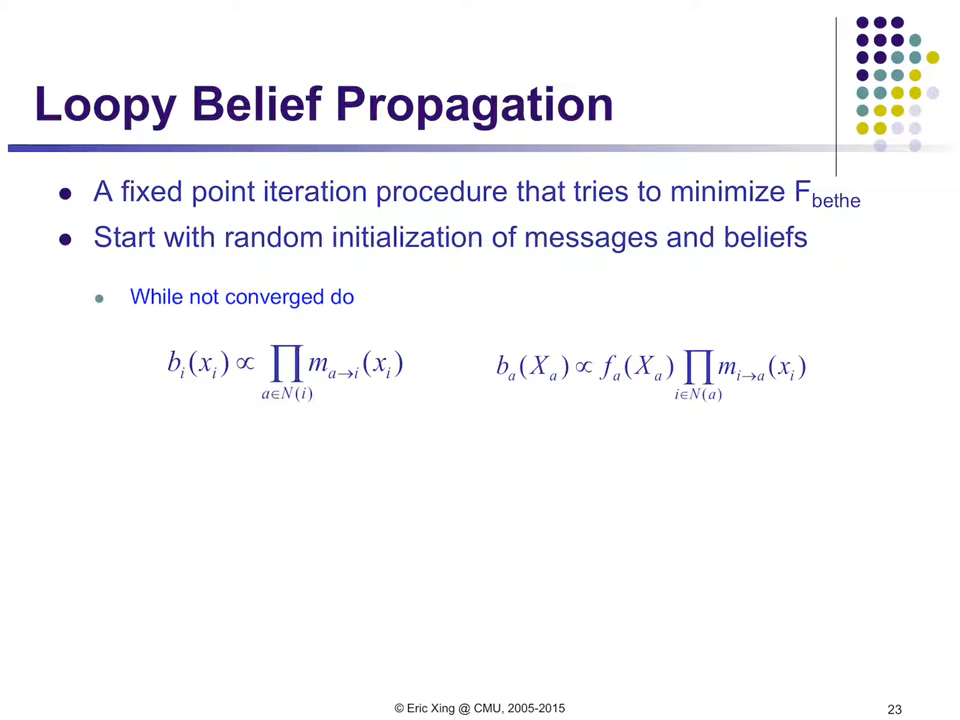 Loopy Belief Propagation
● A fixed point iteration procedure that tries to minimize F_bethe
● Start with random initialization of messages and beliefs
● While not converged do
b_i(x_i) ∝ ∏_{a∈N(i)} m_{a→i}(x_i)
b_a(X_a) ∝ f_a(X_a) ∏_{i∈N(a)} m_{i→a}(x_i)
© Eric Xing @ CMU, 2005-2015
23